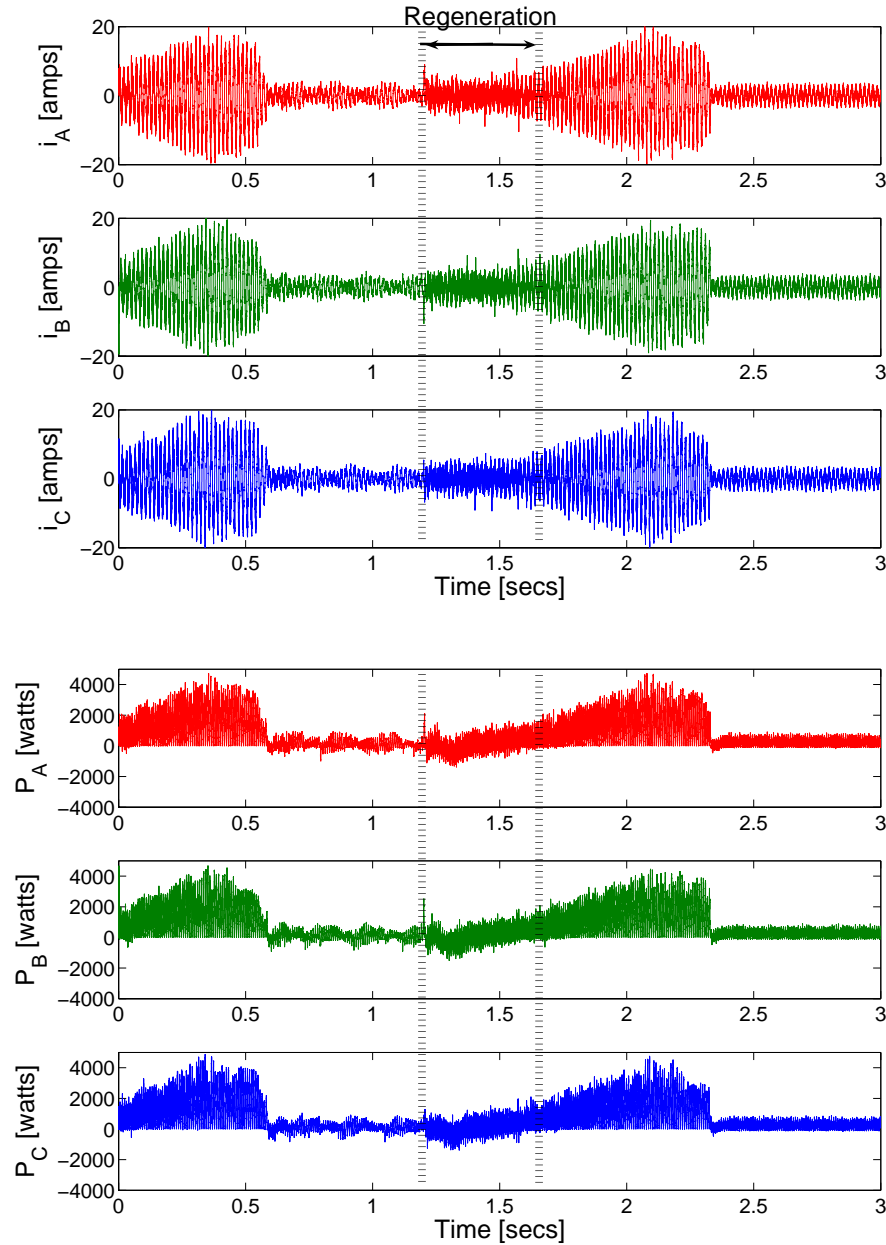 Regeneration
20
0
−20
i_A [amps]
0 0.5 1 1.5 2 2.5 3
20
0
−20
i_B [amps]
0 0.5 1 1.5 2 2.5 3
20
0
−20
i_C [amps]
0 0.5 1 1.5 2 2.5 3
Time [secs]
4000
2000
0
−2000
−4000
P_A [watts]
0 0.5 1 1.5 2 2.5 3
4000
2000
0
−2000
−4000
P_B [watts]
0 0.5 1 1.5 2 2.5 3
4000
2000
0
−2000
−4000
P_C [watts]
0 0.5 1 1.5 2 2.5 3
Time [secs]